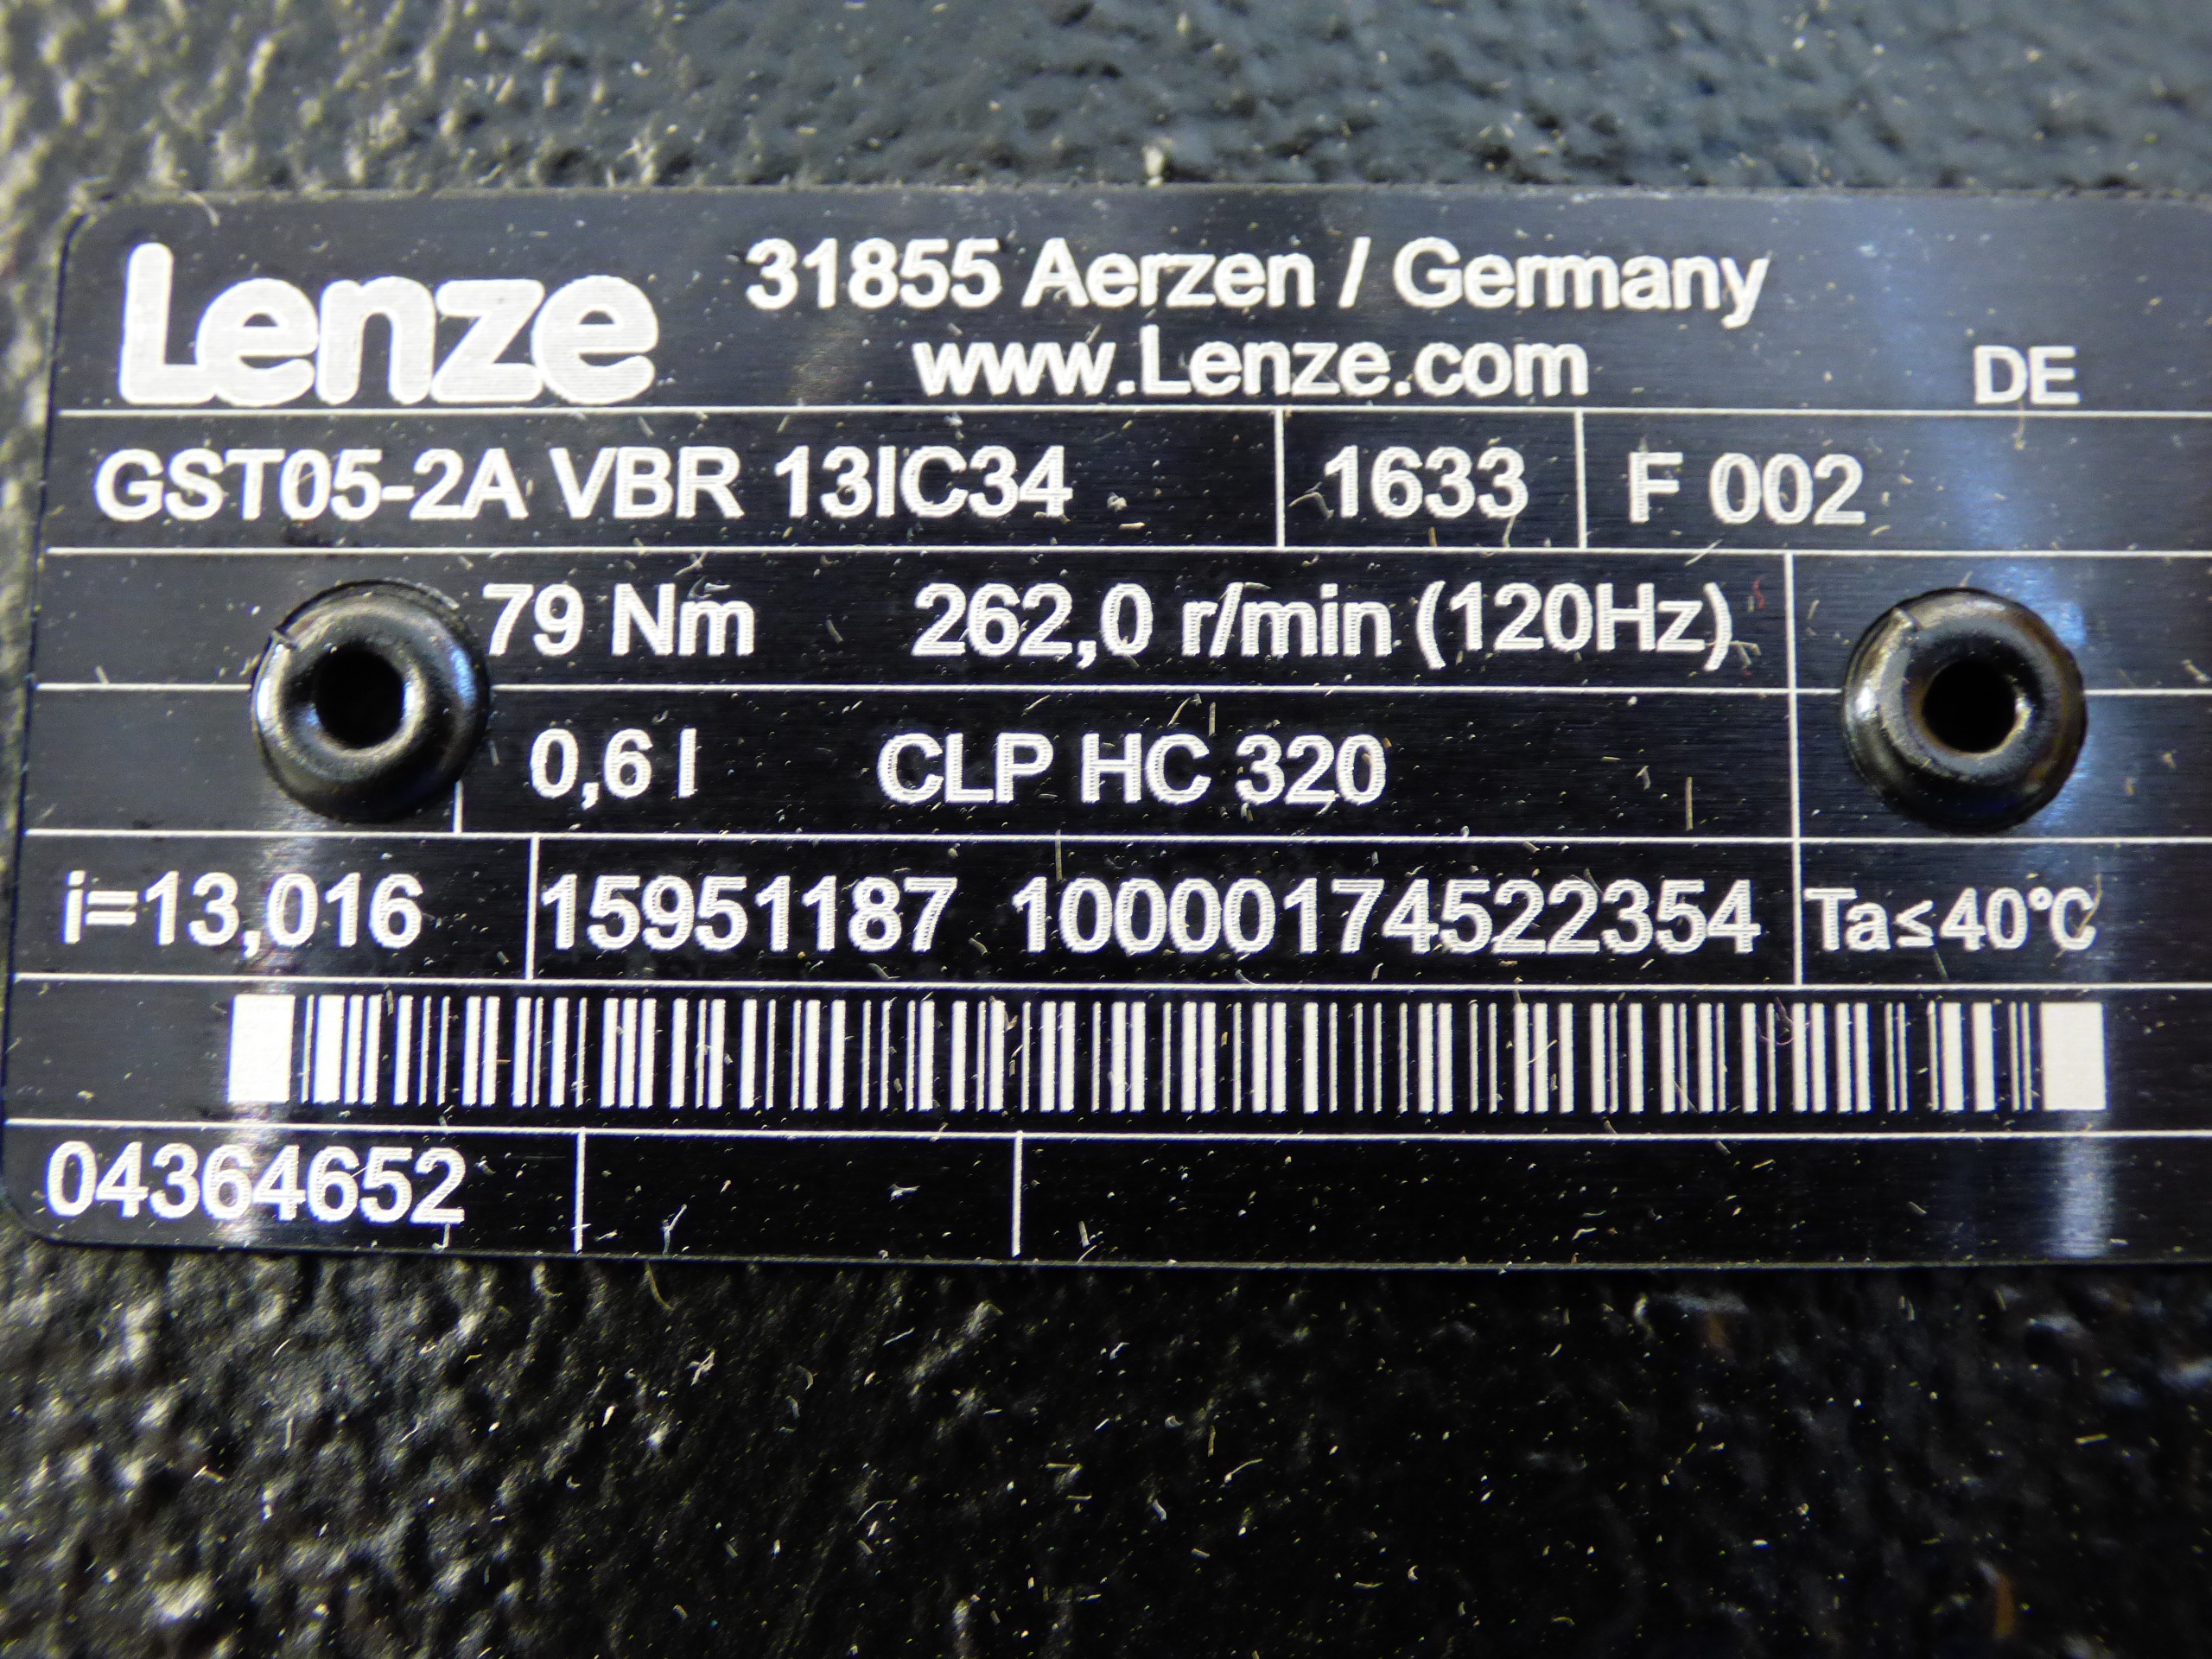 Lenze 31855 Aerzen / Germany
www.Lenze.com DE
GST05-2A VBR 13IC34 1633 F 002
79 Nm 262,0 r/min (120Hz)
0,6 l CLP HC 320
i=13,016 15951187 10000174522354 Ta≤40°C
04364652